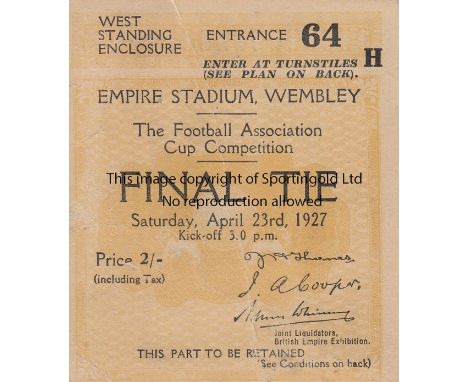 WEST
STANDING
ENCLOSURE
ENTRANCE 64
ENTER AT TURNSTILES H
(SEE PLAN ON BACK).
EMPIRE STADIUM, WEMBLEY
The Football Association
Cup Competition
This image copyright of Sportingold Ltd
FINAL TIE
No reproduction allowed
Saturday, April 23rd, 1927
Kick-off 3.0 p.m.
Price 2/-
(including Tax)
J. A. Cooper.
Joint Liquidators,
British Empire Exhibition.
THIS PART TO BE RETAINED
(See Conditions on back)